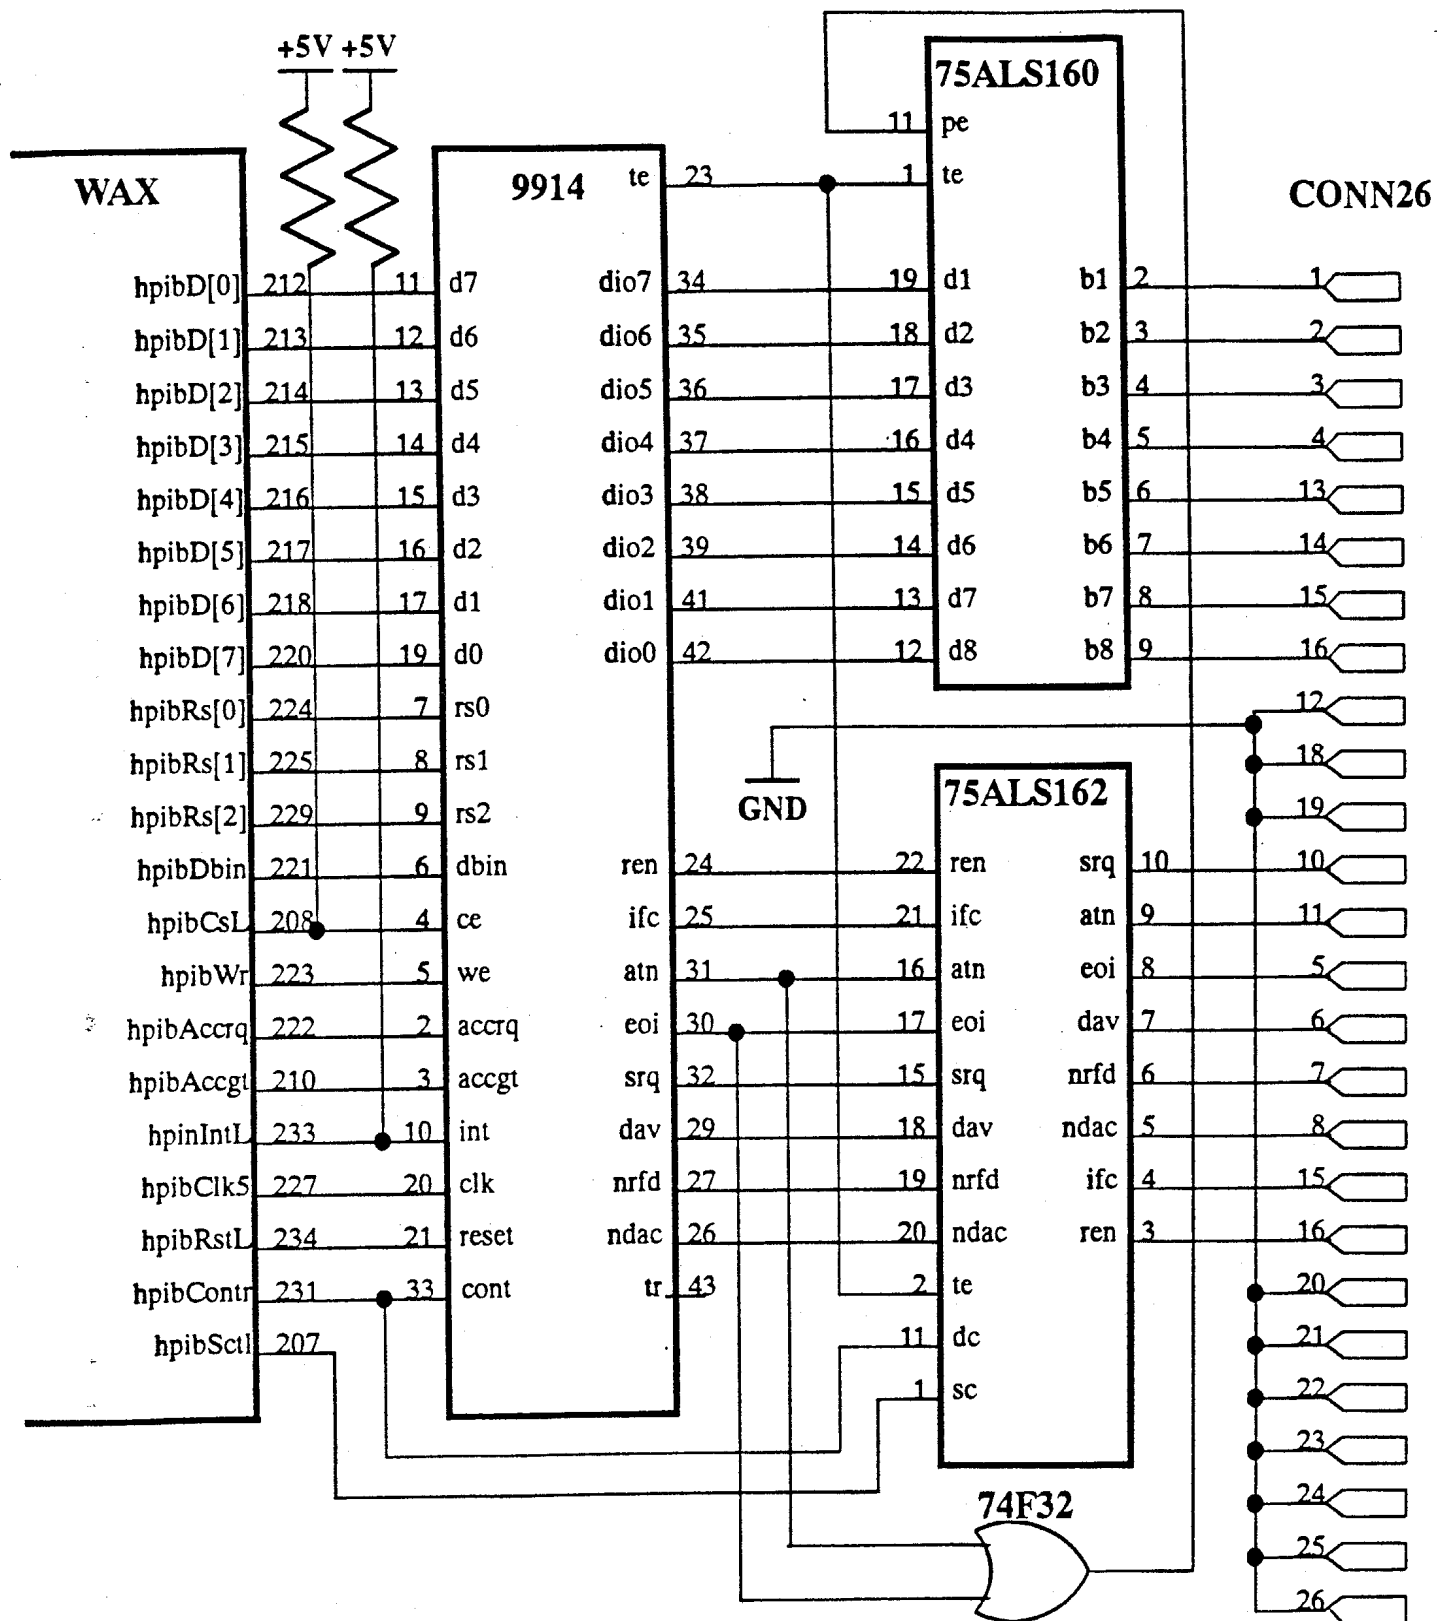 +5V +5V
75ALS160
11 pe
WAX
9914
te 23
1 te
CONN26
hpibD[0] 212 11 d7 dio7 34 19 d1 b1 2 1
hpibD[1] 213 12 d6 dio6 35 18 d2 b2 3 2
hpibD[2] 214 13 d5 dio5 36 17 d3 b3 4 3
hpibD[3] 215 14 d4 dio4 37 16 d4 b4 5 4
hpibD[4] 216 15 d3 dio3 38 15 d5 b5 6 13
hpibD[5] 217 16 d2 dio2 39 14 d6 b6 7 14
hpibD[6] 218 17 d1 dio1 41 13 d7 b7 8 15
hpibD[7] 220 19 d0 dio0 42 12 d8 b8 9 16
hpibRs[0] 224 7 rs0 12
hpibRs[1] 225 8 rs1 18
75ALS162
GND
hpibRs[2] 229 9 rs2 19
hpibDbin 221 6 dbin ren 24 22 ren srq 10 10
hpibCsL 208 4 ce ifc 25 21 ifc atn 9 11
hpibWr 223 5 we atn 31 16 atn eoi 8 5
hpibAccrq 222 2 accrq eoi 30 17 eoi dav 7 6
hpibAccgt 210 3 accgt srq 32 15 srq nrfd 6 7
hpinIntL 233 10 int dav 29 18 dav ndac 5 8
hpibClk5 227 20 clk nrfd 27 19 nrfd ifc 4 15
hpibRstL 234 21 reset ndac 26 20 ndac ren 3 16
hpibContr 231 33 cont tr 43 2 te 20
hpibSctl 207 11 dc 21
1 sc 22
23
74F32 24
25
26